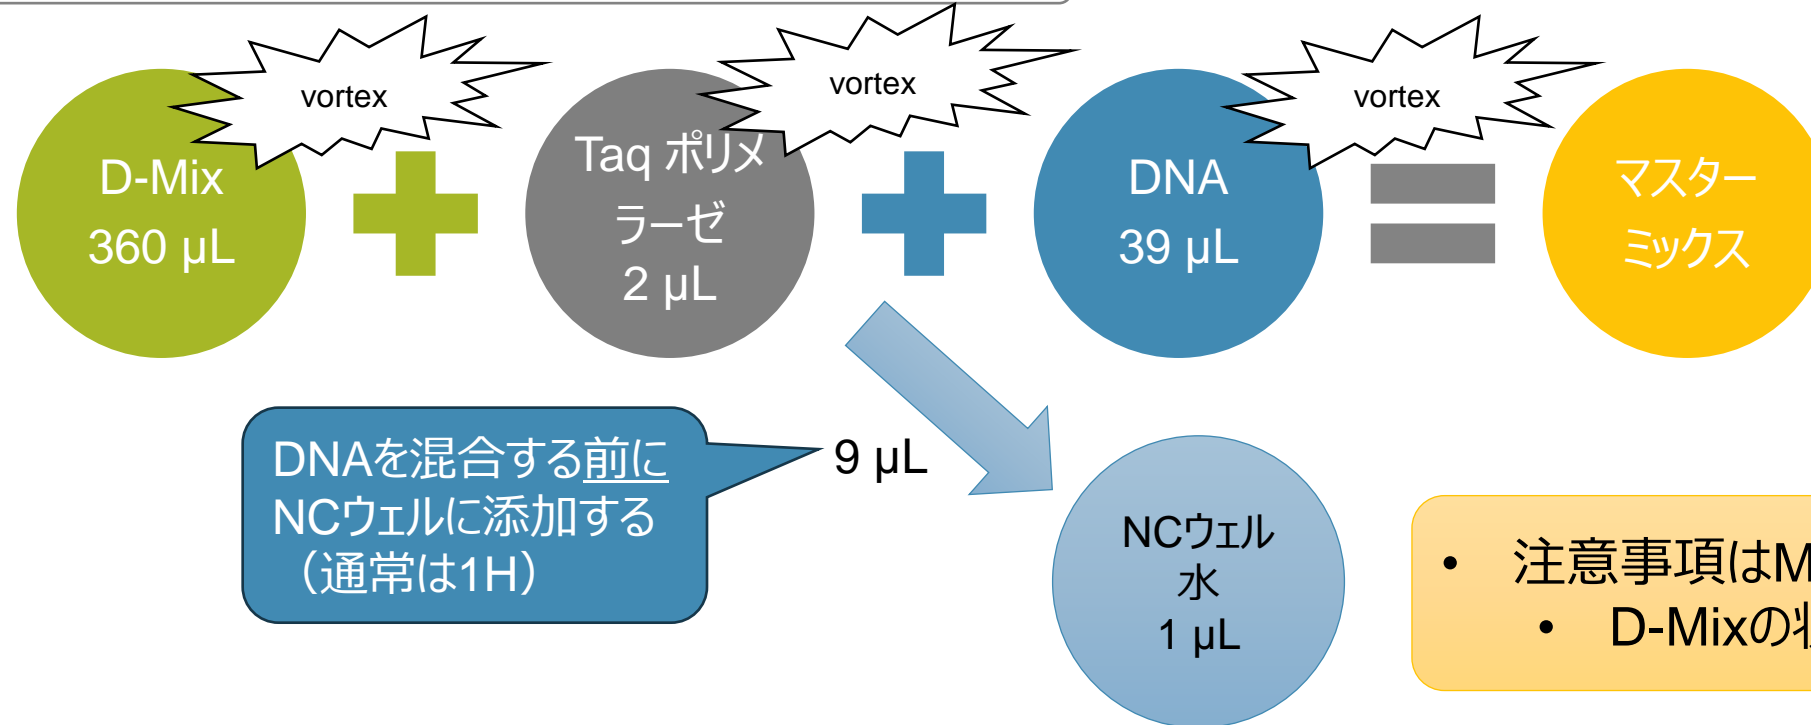 vortex
vortex
vortex
D-Mix
360 µL
Taq ポリメ
ラーゼ
2 µL
DNA
39 µL
マスター
ミックス
DNAを混合する前に
NCウェルに添加する
（通常は1H）
9 µL
NCウェル
水
1 µL
• 注意事項はM
• D-Mixの